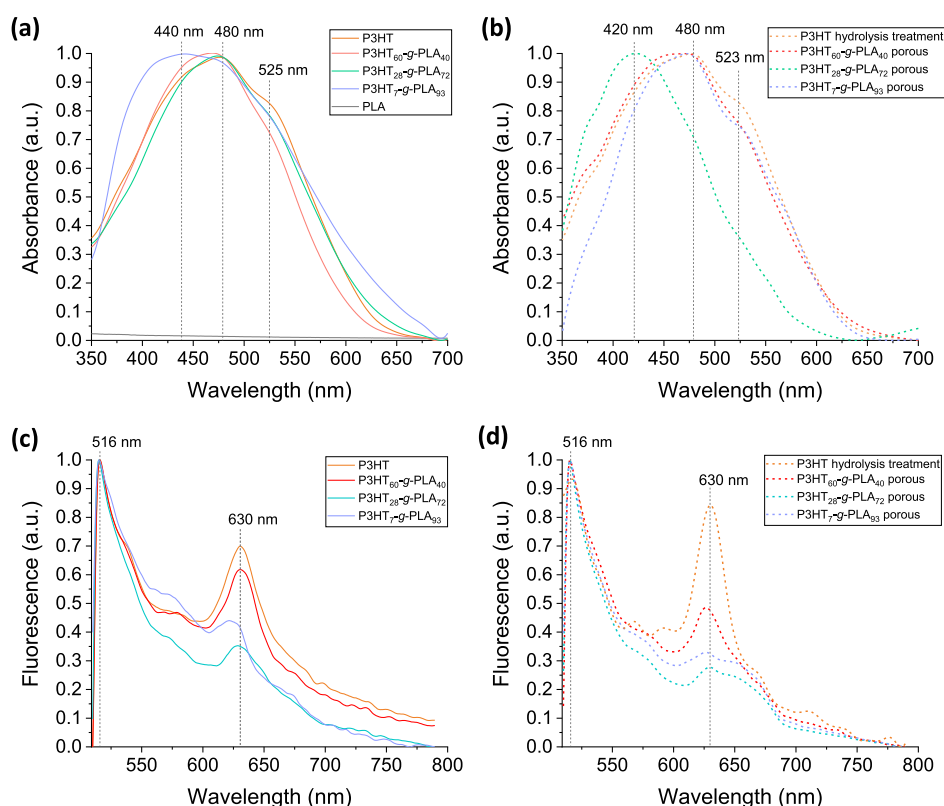 (a)
440 nm
480 nm
525 nm
P3HT
P3HT60-g-PLA40
P3HT28-g-PLA72
P3HT7-g-PLA93
PLA
Absorbance (a.u.)
1.0
0.9
0.8
0.7
0.6
0.5
0.4
0.3
0.2
0.1
0.0
350 400 450 500 550 600 650 700
Wavelength (nm)
(b)
420 nm
480 nm
523 nm
P3HT hydrolysis treatment
P3HT60-g-PLA40 porous
P3HT28-g-PLA72 porous
P3HT7-g-PLA93 porous
Absorbance (a.u.)
1.0
0.9
0.8
0.7
0.6
0.5
0.4
0.3
0.2
0.1
0.0
350 400 450 500 550 600 650 700
Wavelength (nm)
(c)
516 nm
630 nm
P3HT
P3HT60-g-PLA40
P3HT28-g-PLA72
P3HT7-g-PLA93
Fluorescence (a.u.)
1.0
0.9
0.8
0.7
0.6
0.5
0.4
0.3
0.2
0.1
0.0
550 600 650 700 750 800
Wavelength (nm)
(d)
516 nm
630 nm
P3HT hydrolysis treatment
P3HT60-g-PLA40 porous
P3HT28-g-PLA72 porous
P3HT7-g-PLA93 porous
Fluorescence (a.u.)
1.0
0.9
0.8
0.7
0.6
0.5
0.4
0.3
0.2
0.1
0.0
550 600 650 700 750 800
Wavelength (nm)